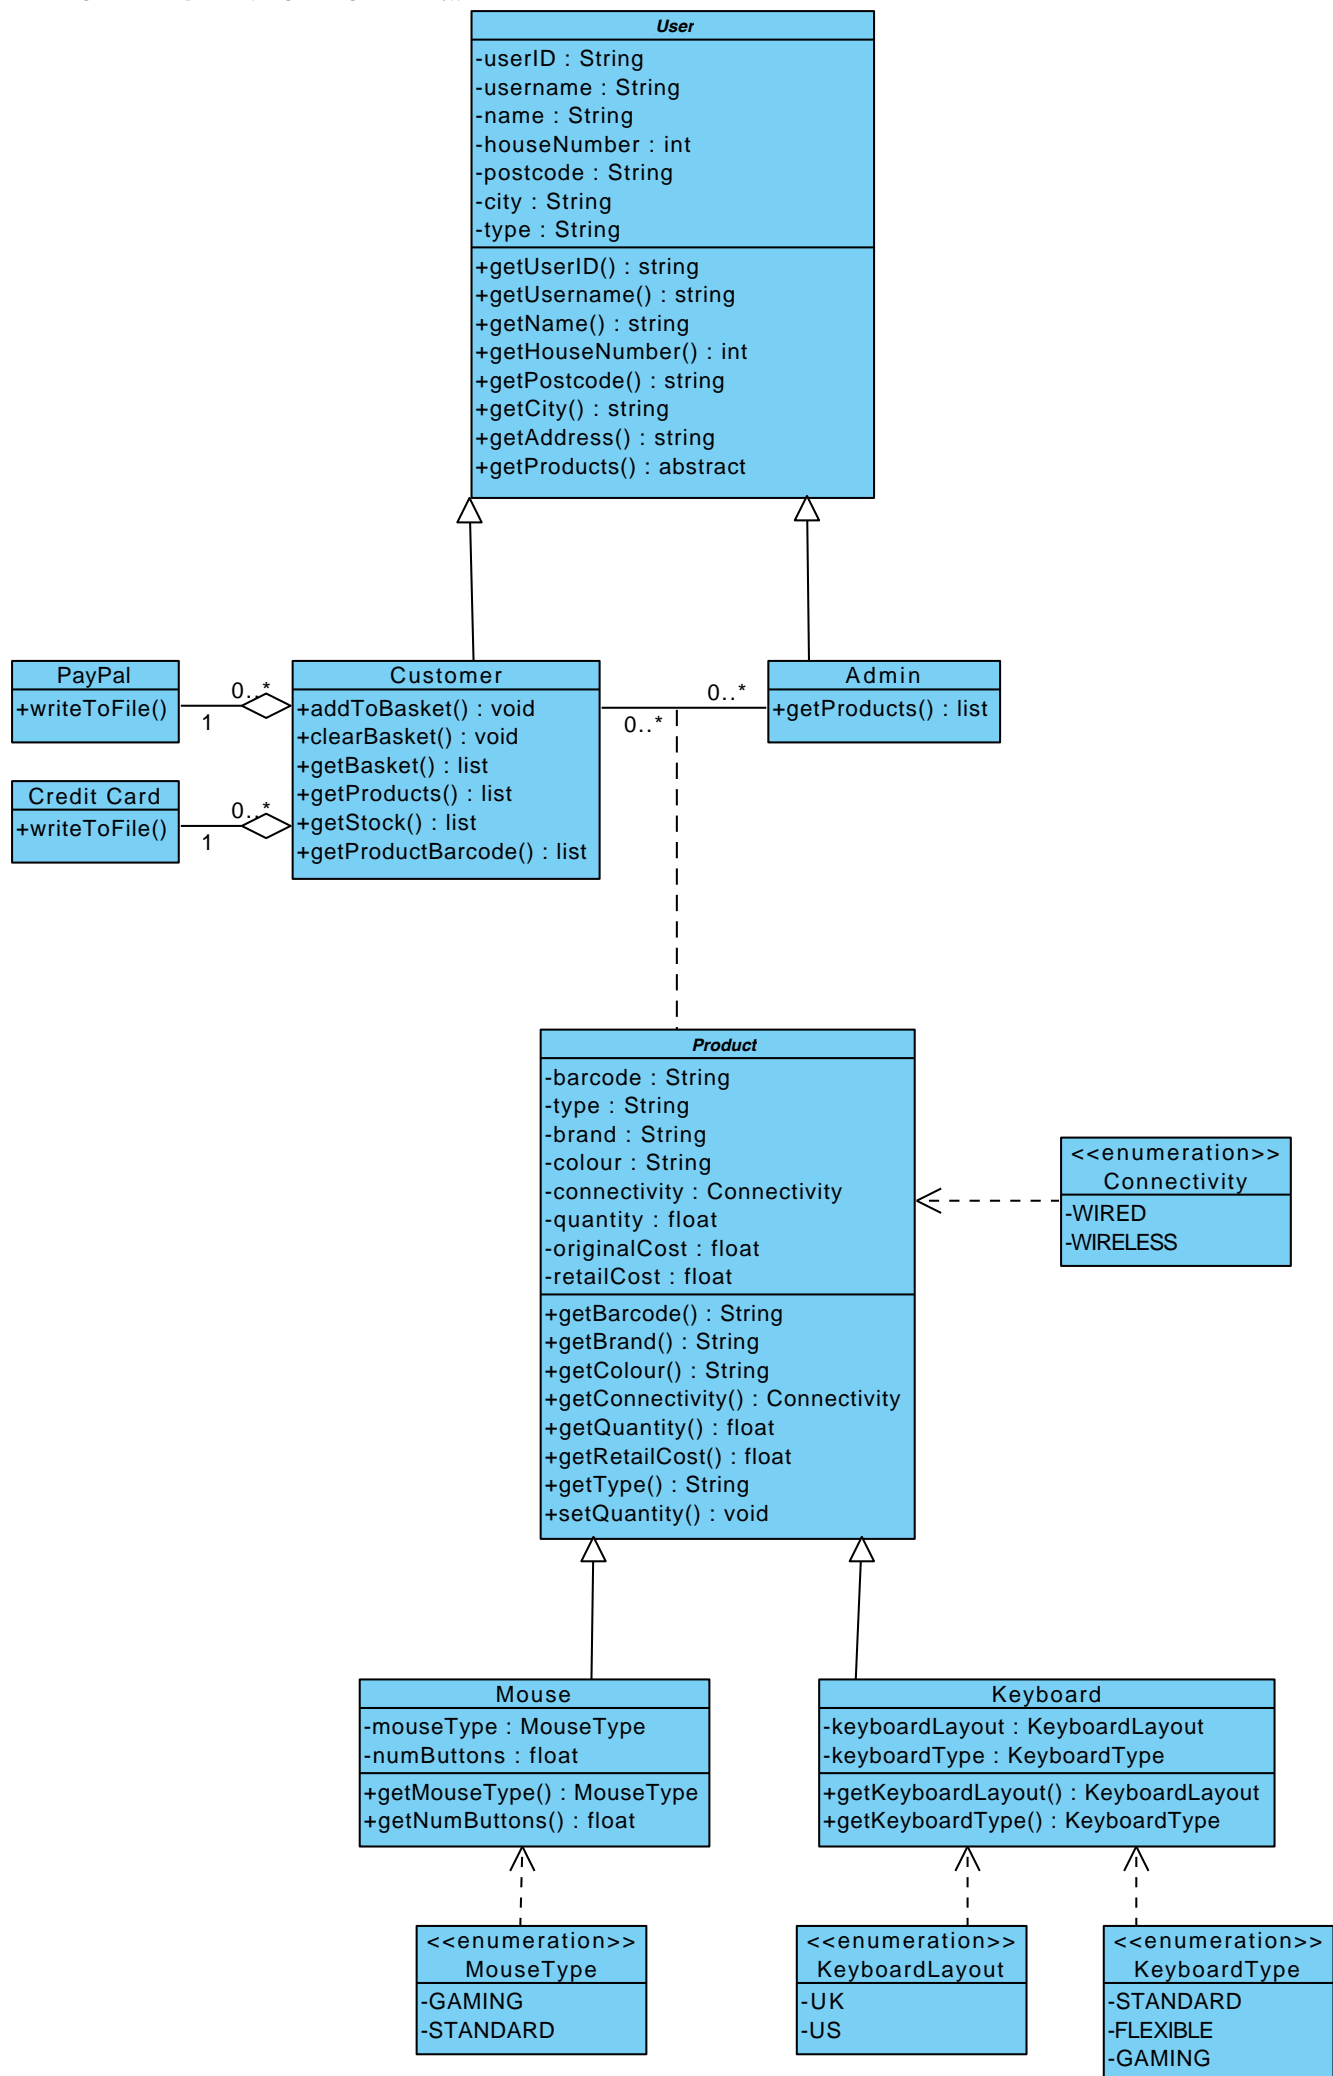 User
-userID : String
-username : String
-name : String
-houseNumber : int
-postcode : String
-city : String
-type : String
+getUserID() : string
+getUsername() : string
+getName() : string
+getHouseNumber() : int
+getPostcode() : string
+getCity() : string
+getAddress() : string
+getProducts() : abstract
PayPal
+writeToFile()
0..*
1
Credit Card
+writeToFile()
0..*
1
Customer
+addToBasket() : void
+clearBasket() : void
+getBasket() : list
+getProducts() : list
+getStock() : list
+getProductBarcode() : list
0..*
0..*
Admin
+getProducts() : list
Product
-barcode : String
-type : String
-brand : String
-colour : String
-connectivity : Connectivity
-quantity : float
-originalCost : float
-retailCost : float
+getBarcode() : String
+getBrand() : String
+getColour() : String
+getConnectivity() : Connectivity
+getQuantity() : float
+getRetailCost() : float
+getType() : String
+setQuantity() : void
<<enumeration>>
Connectivity
-WIRED
-WIRELESS
Mouse
-mouseType : MouseType
-numButtons : float
+getMouseType() : MouseType
+getNumButtons() : float
Keyboard
-keyboardLayout : KeyboardLayout
-keyboardType : KeyboardType
+getKeyboardLayout() : KeyboardLayout
+getKeyboardType() : KeyboardType
<<enumeration>>
MouseType
-GAMING
-STANDARD
<<enumeration>>
KeyboardLayout
-UK
-US
<<enumeration>>
KeyboardType
-STANDARD
-FLEXIBLE
-GAMING